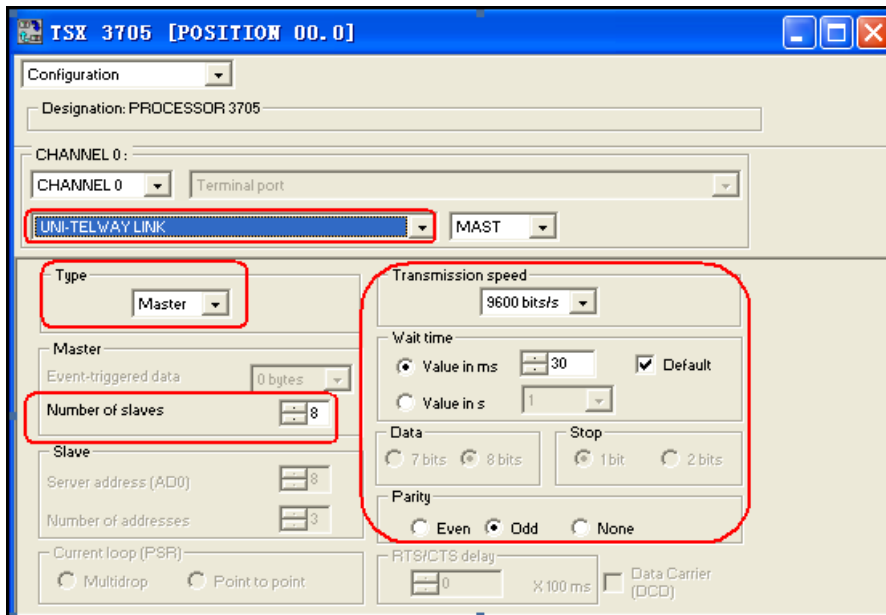 TSX 3705 [POSITION 00.0]
Configuration
Designation: PROCESSOR 3705
CHANNEL 0 :
CHANNEL 0 Terminal port
UNI-TELWAY LINK MAST
Type
Master
Transmission speed
9600 bits/s
Master
Event-triggered data 0 bytes
Number of slaves 8
Wait time
Value in ms 30 Default
Value in s 1
Slave
Server address (AD0) 8
Number of addresses 3
Data
7 bits 8 bits
Stop
1 bit 2 bits
Parity
Even Odd None
Current loop (PSR)
Multidrop Point to point
RTS/CTS delay
0 X 100 ms
Data Carrier
(DCD)